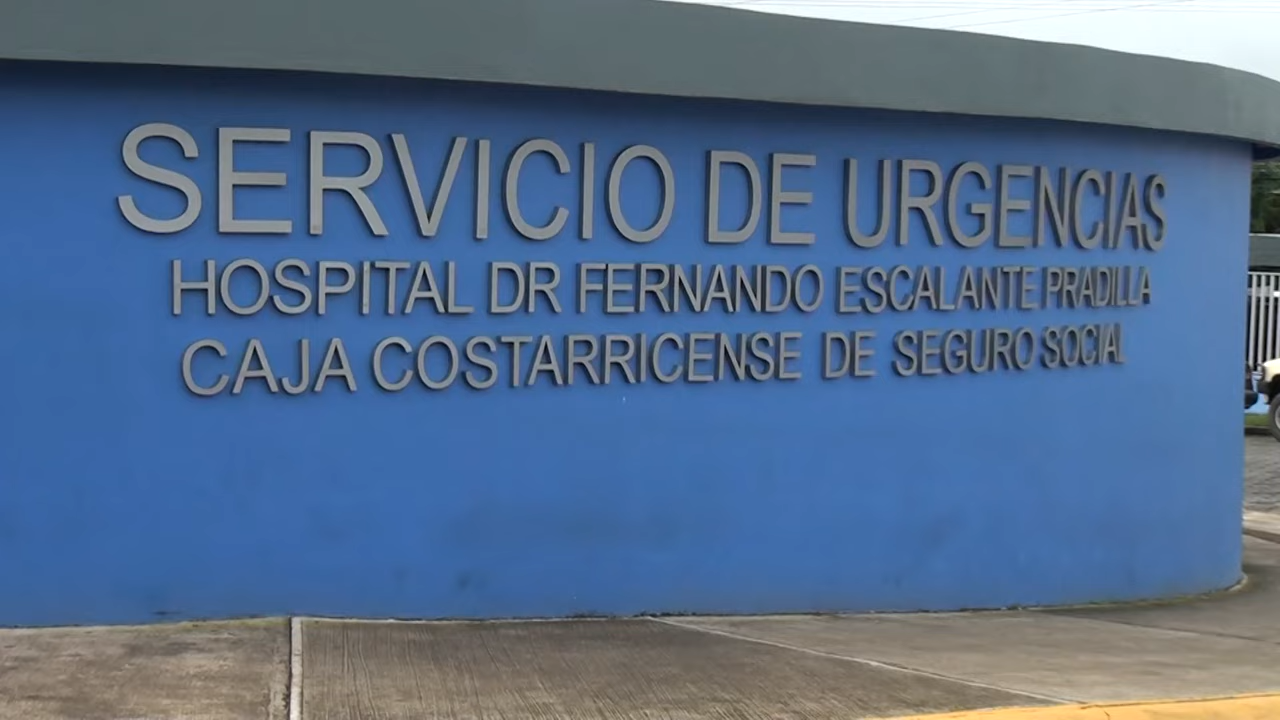 SERVICIO DE URGENCIAS
HOSPITAL DR FERNANDO ESCALANTE PRADILLA
CAJA COSTARRICENSE DE SEGURO SOCIAL